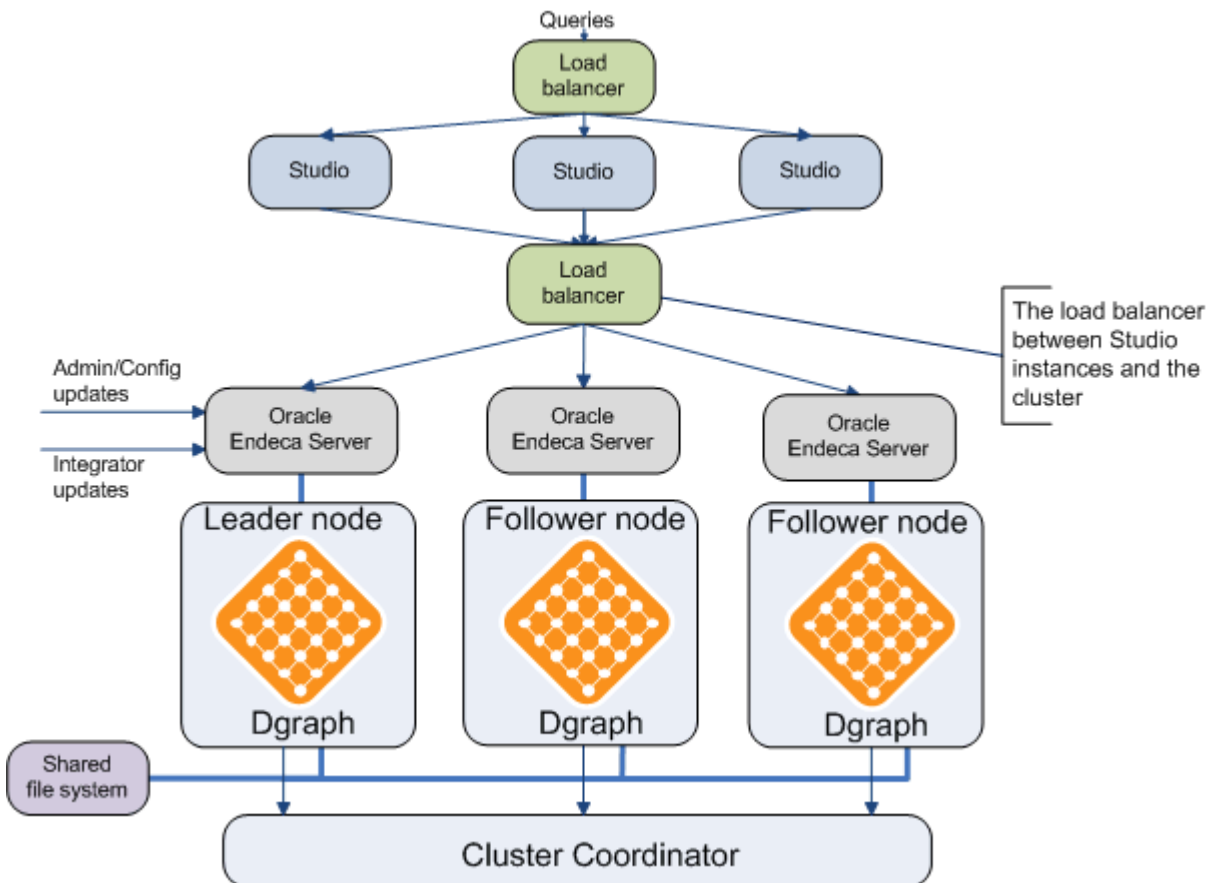 Queries
Load
balancer
Studio
Studio
Studio
Load
balancer
The load balancer
between Studio
instances and the
cluster
Admin/Config
updates
Integrator
updates
Oracle
Endeca Server
Oracle
Endeca Server
Oracle
Endeca Server
Leader node
Follower node
Follower node
Dgraph
Dgraph
Dgraph
Shared
file system
Cluster Coordinator